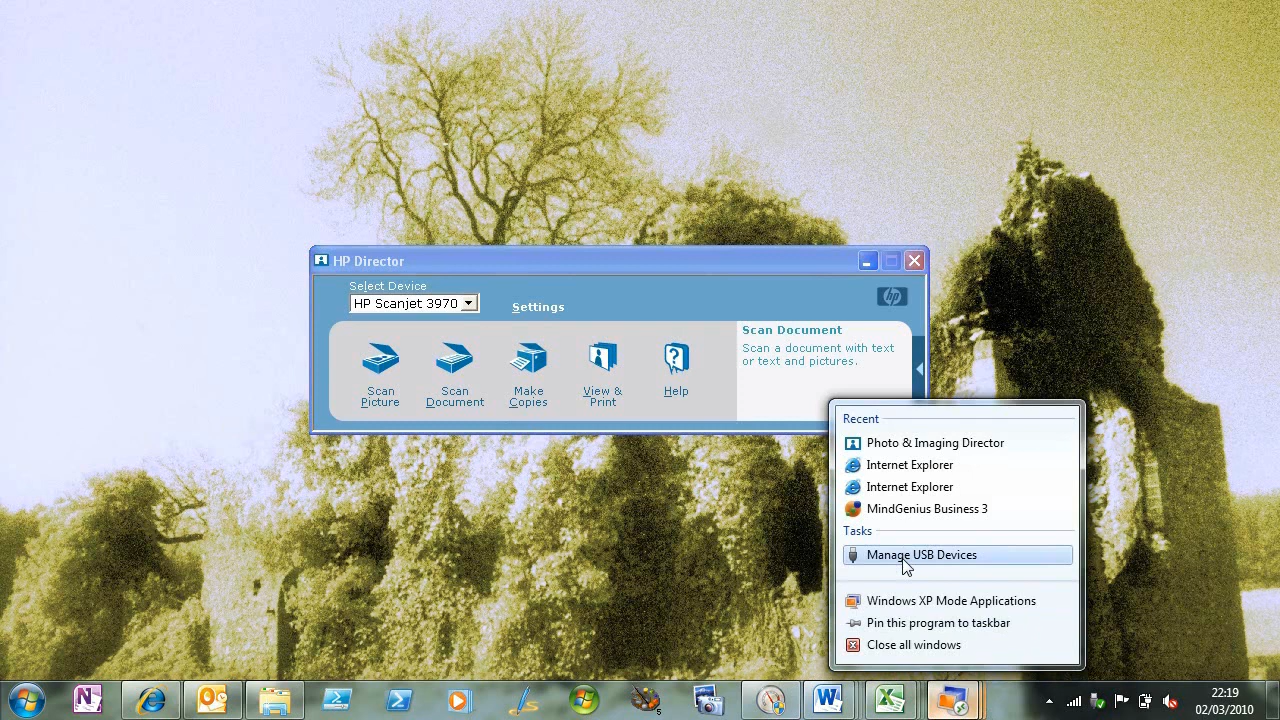 HP Director
Select Device
HP Scanjet 3970
Settings
hp
Scan Document
Scan a document with text
or text and pictures.
Scan
Picture
Scan
Document
Make
Copies
View &
Print
Help
Recent
Photo & Imaging Director
Internet Explorer
Internet Explorer
MindGenius Business 3
Tasks
Manage USB Devices
Windows XP Mode Applications
Pin this program to taskbar
Close all windows
22:19
02/03/2010